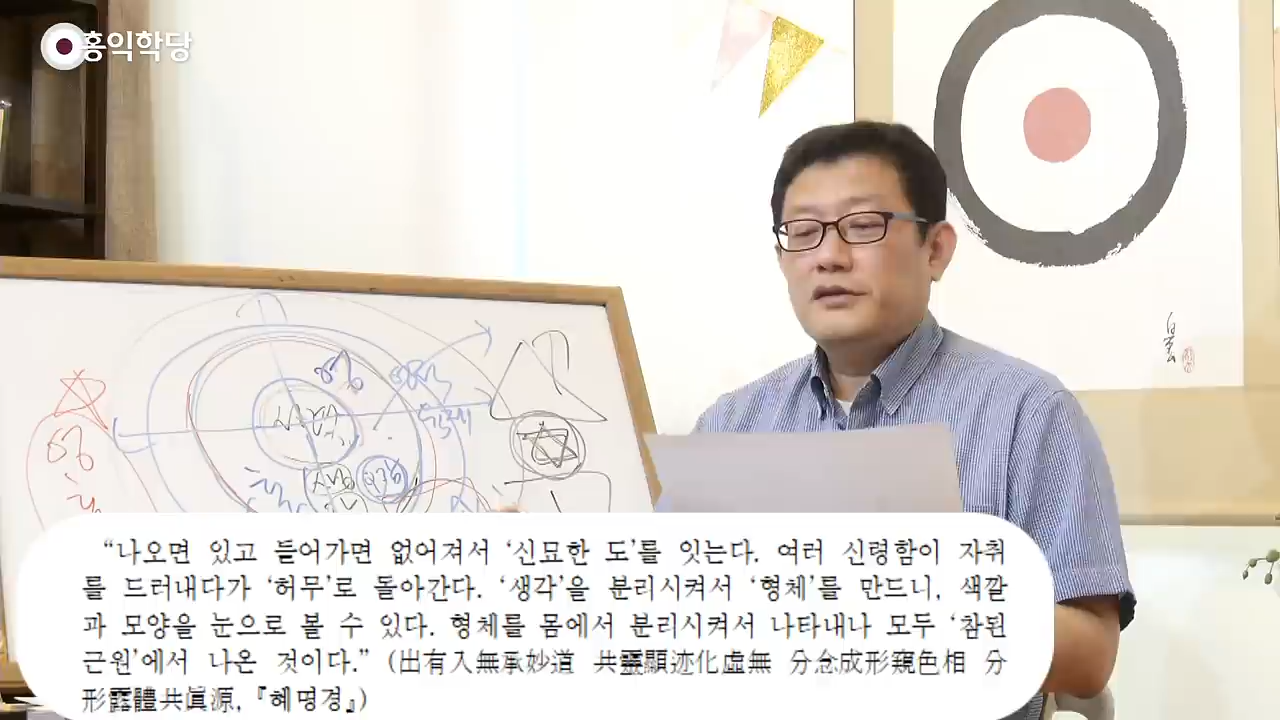 홍익학당
“나오면 있고 들어가면 없어져서 ‘신묘한 도’를 잇는다. 여러 신령함이 자취
를 드러내다가 ‘허무’로 돌아간다. ‘생각’을 분리시켜서 ‘형체’를 만드니, 색깔
과 모양을 눈으로 볼 수 있다. 형체를 몸에서 분리시켜서 나타내나 모두 ‘참된
근원’에서 나온 것이다.” (出有入無承妙道 共靈顯迹化虛無 分念成形窺色相 分
形露體共眞源, 『혜명경』)